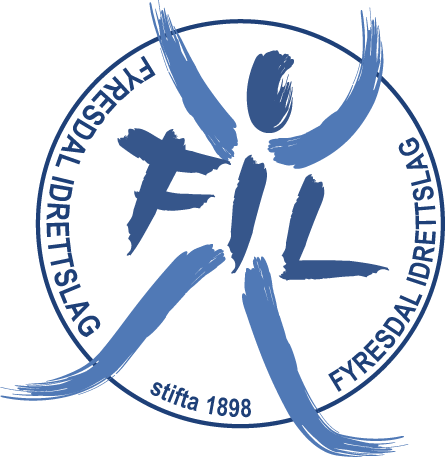 FYRESDAL IDRETTSLAG
FIL
FYRESDAL IDRETTSLAG
stifta 1898